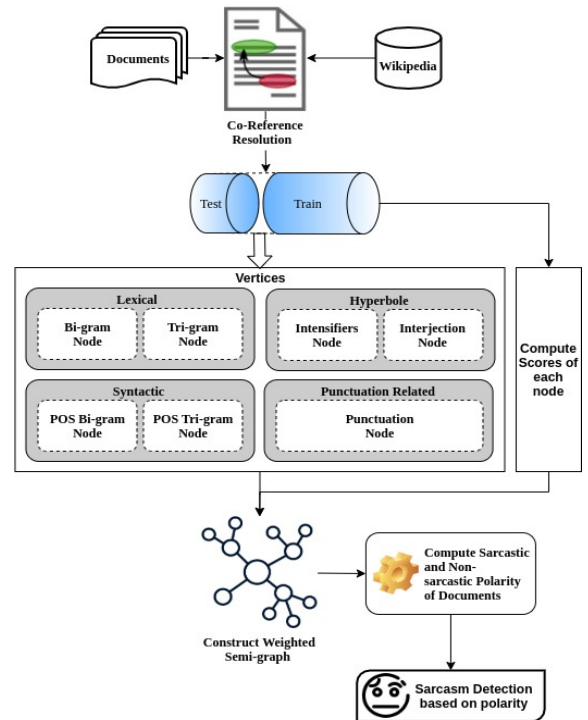 Documents
Wikipedia
Co-Reference
Resolution
Test
Train
Vertices
Lexical
Bi-gram
Node
Tri-gram
Node
Hyperbole
Intensifiers
Node
Interjection
Node
Syntactic
POS Bi-gram
Node
POS Tri-gram
Node
Punctuation Related
Punctuation
Node
Compute
Scores of
each
node
Construct Weighted
Semi-graph
Compute Sarcastic
and Non-
sarcastic Polarity
of Documents
Sarcasm Detection
based on polarity